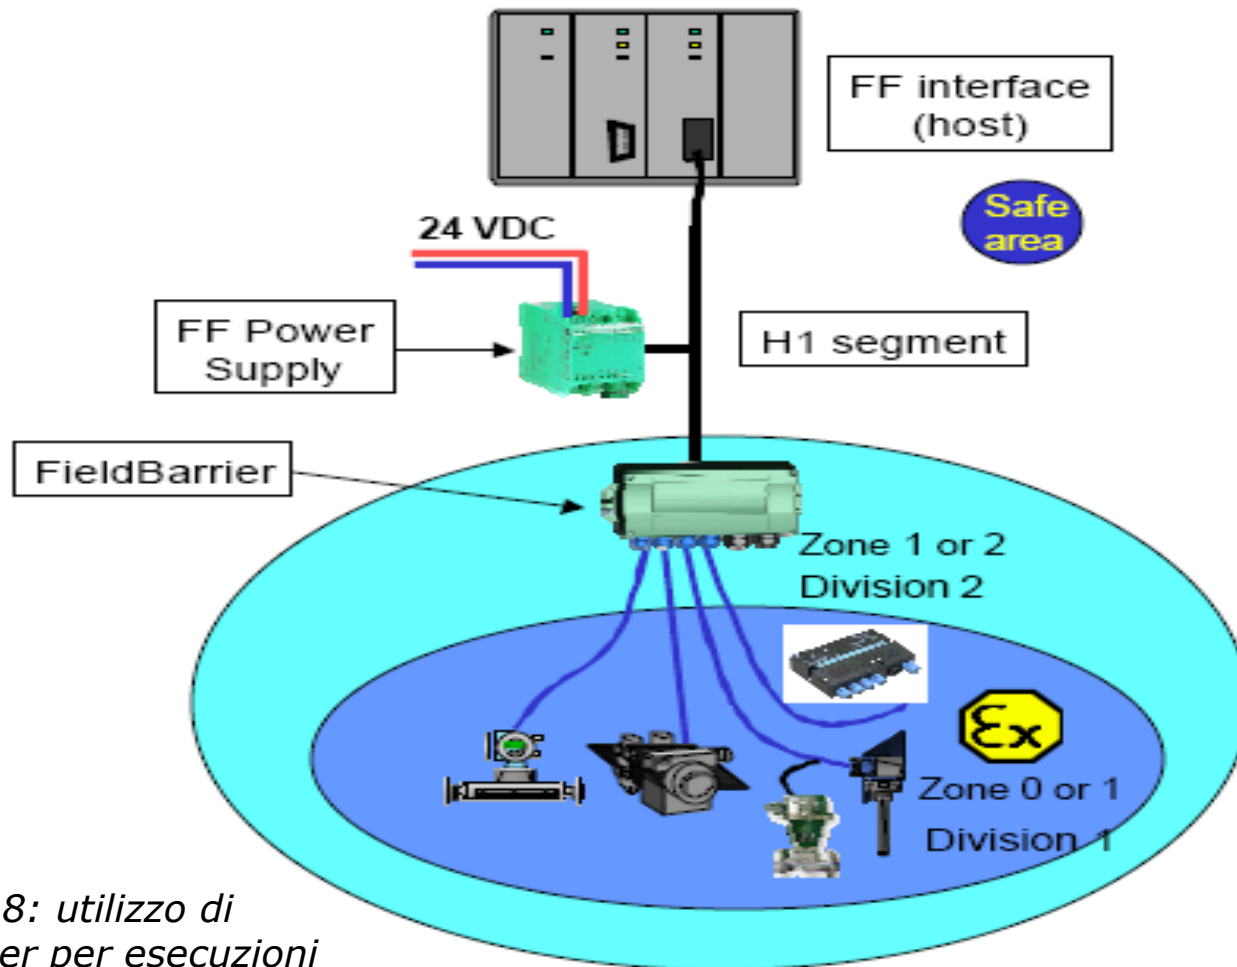 FF interface
(host)
Safe
area
24 VDC
FF Power
Supply
H1 segment
FieldBarrier
Zone 1 or 2
Division 2
Ex
Zone 0 or 1
Division 1
8: utilizzo di
er per esecuzioni